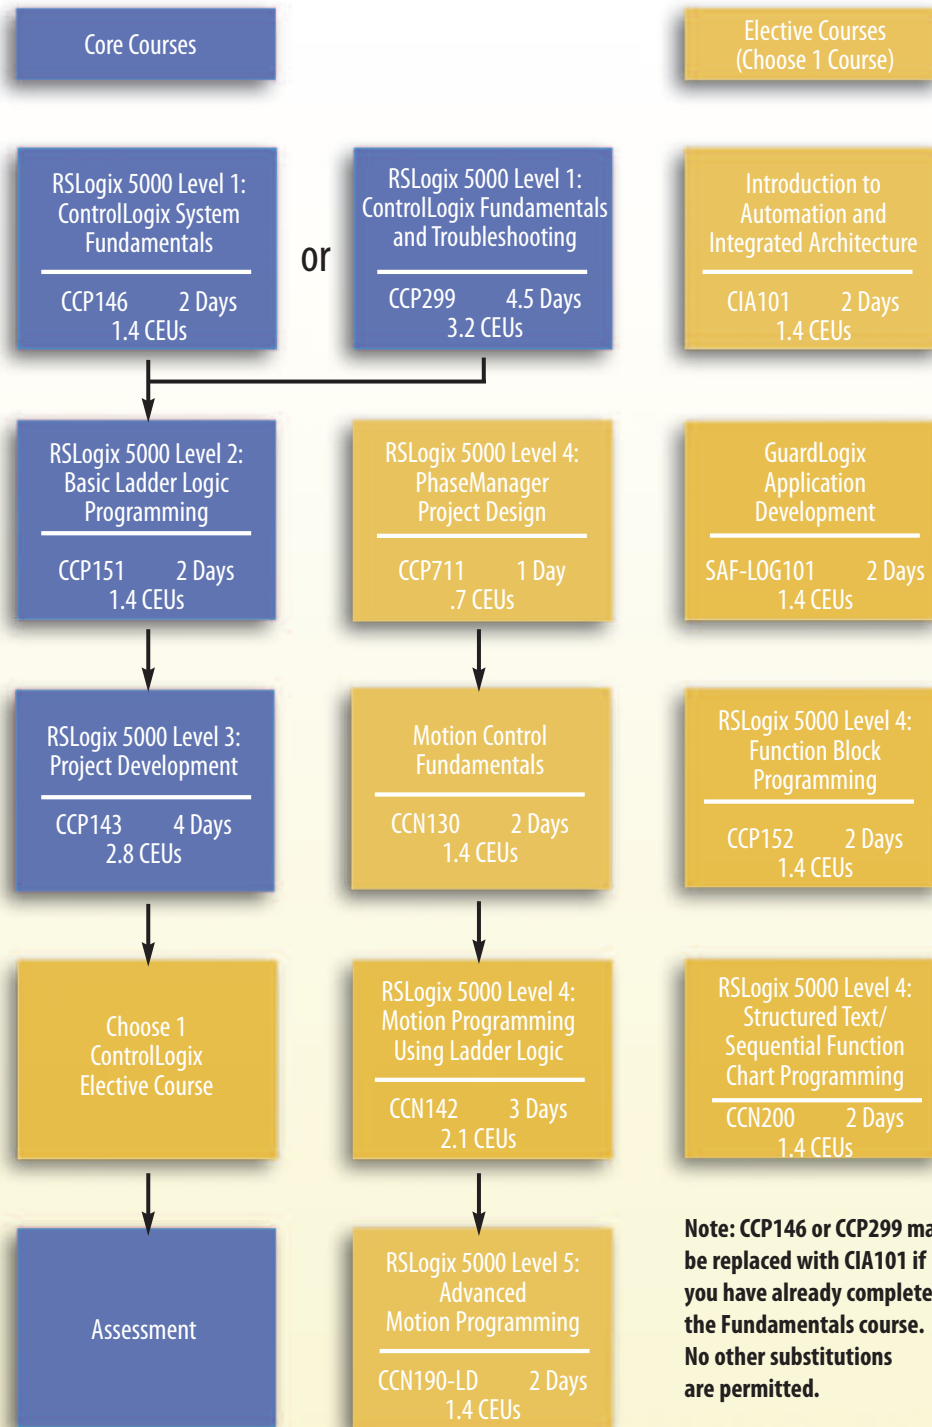 Core Courses
Elective Courses
(Choose 1 Course)
RSLogix 5000 Level 1:
ControlLogix System
Fundamentals
CCP146 2 Days
1.4 CEUs
or
RSLogix 5000 Level 1:
ControlLogix Fundamentals
and Troubleshooting
CCP299 4.5 Days
3.2 CEUs
Introduction to
Automation and
Integrated Architecture
CIA101 2 Days
1.4 CEUs
RSLogix 5000 Level 2:
Basic Ladder Logic
Programming
CCP151 2 Days
1.4 CEUs
RSLogix 5000 Level 4:
PhaseManager
Project Design
CCP711 1 Day
.7 CEUs
GuardLogix
Application
Development
SAF-LOG101 2 Days
1.4 CEUs
RSLogix 5000 Level 3:
Project Development
CCP143 4 Days
2.8 CEUs
Motion Control
Fundamentals
CCN130 2 Days
1.4 CEUs
RSLogix 5000 Level 4:
Function Block
Programming
CCP152 2 Days
1.4 CEUs
Choose 1
ControlLogix
Elective Course
RSLogix 5000 Level 4:
Motion Programming
Using Ladder Logic
CCN142 3 Days
2.1 CEUs
RSLogix 5000 Level 4:
Structured Text/
Sequential Function
Chart Programming
CCN200 2 Days
1.4 CEUs
Assessment
RSLogix 5000 Level 5:
Advanced
Motion Programming
CCN190-LD 2 Days
1.4 CEUs
Note: CCP146 or CCP299 ma
be replaced with CIA101 if
you have already complete
the Fundamentals course.
No other substitutions
are permitted.